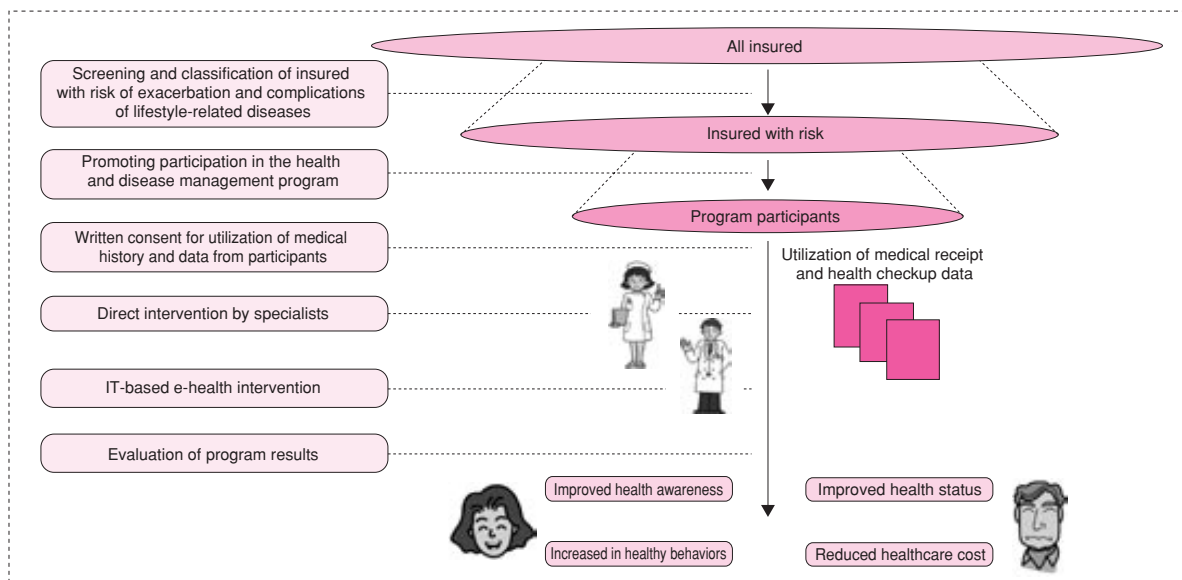 All insured
Screening and classification of insured
with risk of exacerbation and complications
of lifestyle-related diseases
Insured with risk
Promoting participation in the health
and disease management program
Program participants
Written consent for utilization of medical
history and data from participants
Utilization of medical receipt
and health checkup data
Direct intervention by specialists
IT-based e-health intervention
Evaluation of program results
Improved health awareness
Improved health status
Increased in healthy behaviors
Reduced healthcare cost